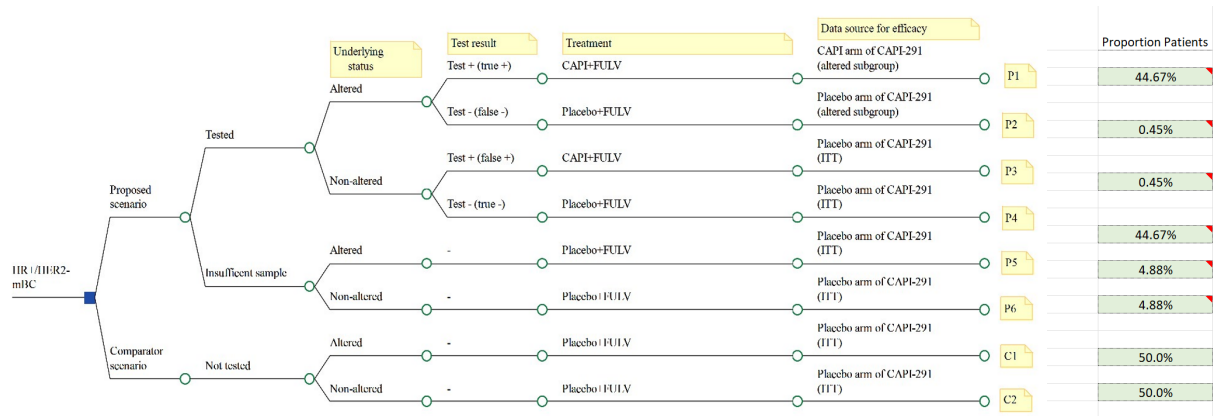 Underlying
status
Test result
Treatment
Data source for efficacy
Proportion Patients
Altered
Test + (true +)
CAPI+FULV
CAPI arm of CAPI-291
(altered subgroup)
P1
44.67%
Test - (false -)
Placebo+FULV
Placebo arm of CAPI-291
(altered subgroup)
P2
0.45%
Tested
Non-altered
Test + (false +)
CAPI+FULV
Placebo arm of CAPI-291
(ITT)
P3
0.45%
Proposed
scenario
Test - (true -)
Placebo+FULV
Placebo arm of CAPI-291
(ITT)
P4
44.67%
Insufficent sample
Altered
-
Placebo+FULV
Placebo arm of CAPI-291
(ITT)
P5
4.88%
HR+/HER2-
mBC
Non-altered
-
Placebo+FULV
Placebo arm of CAPI-291
(ITT)
P6
4.88%
Comparator
scenario
Not tested
Altered
-
Placebo+FULV
Placebo arm of CAPI-291
(ITT)
C1
50.0%
Non-altered
-
Placebo+FULV
Placebo arm of CAPI-291
(ITT)
C2
50.0%